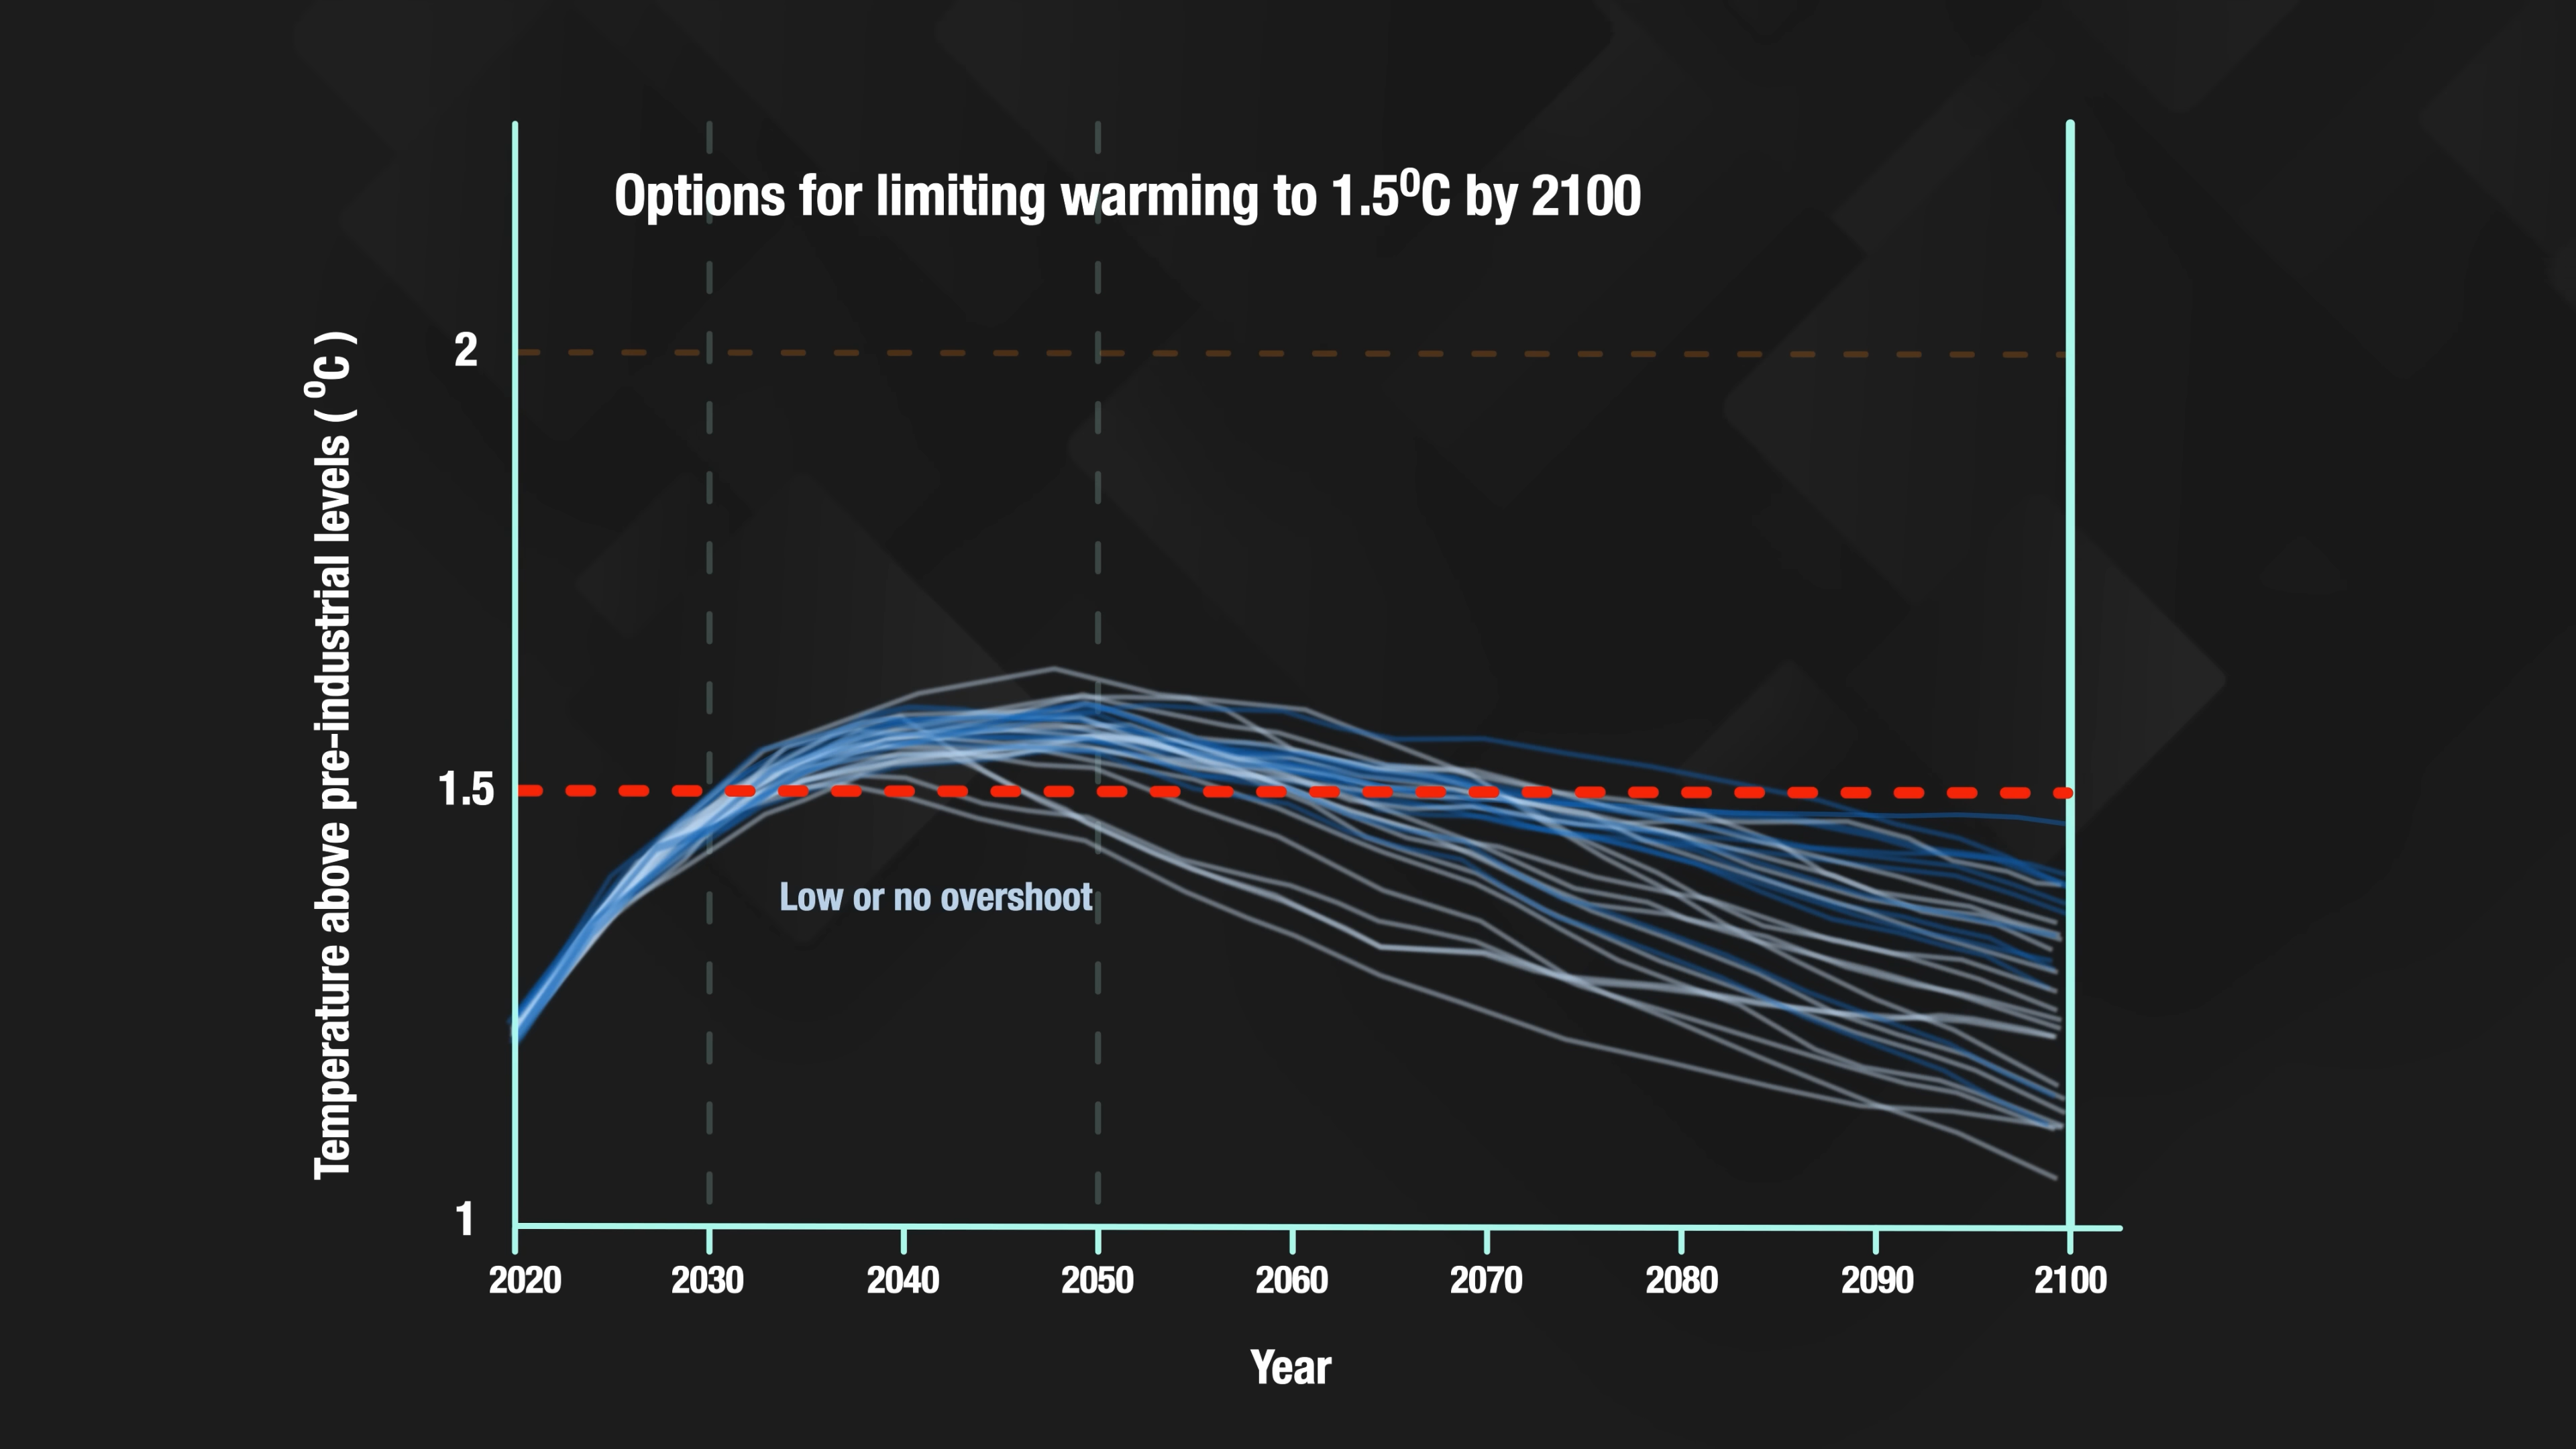 Options for limiting warming to 1.5⁰C by 2100
Temperature above pre-industrial levels ( ⁰C )
2
1.5
1
Low or no overshoot
2020 2030 2040 2050 2060 2070 2080 2090 2100
Year